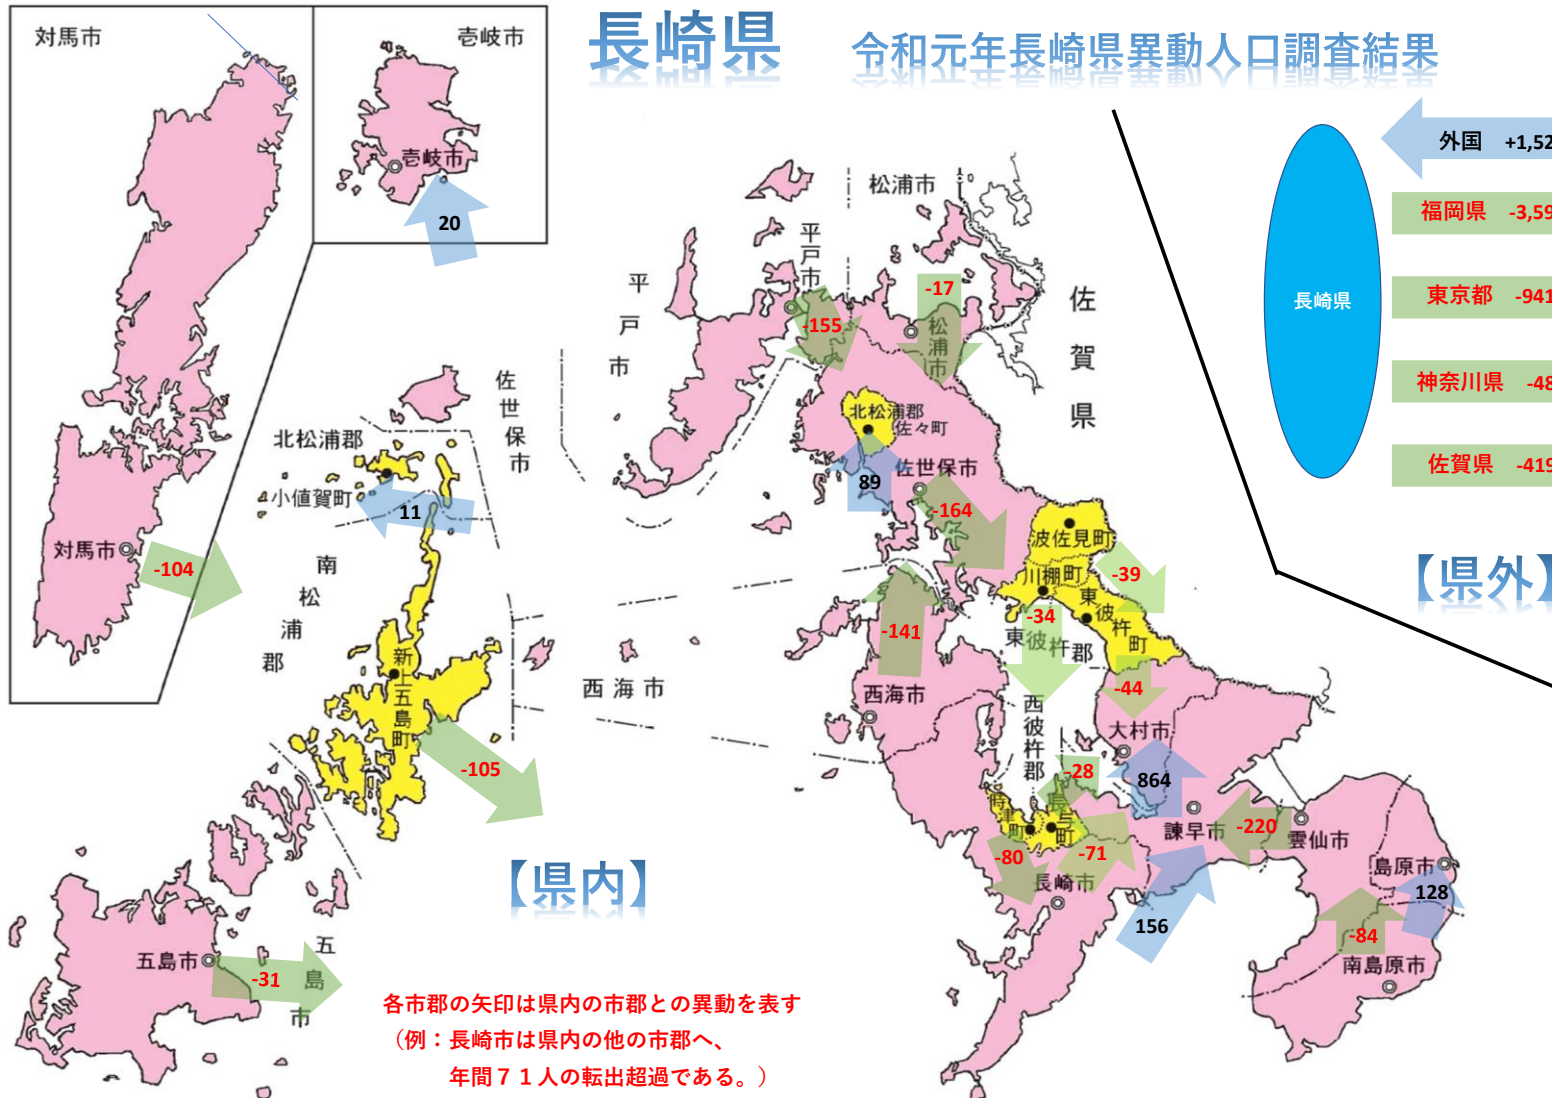 長崎県
令和元年長崎県異動人口調査結果
対馬市
壱岐市
壱岐市
20
対馬市
-104
外国 +1,52
福岡県 -3,59
東京都 -941
神奈川県 -48
佐賀県 -419
長崎県
【県外】
松浦市
平戸市
平戸市
佐賀県
-17
-155
松浦市
北松浦郡
佐々町
佐世保市
89
-164
佐世保市
北松浦郡
小値賀町
11
南松浦郡
新上五島町
-105
波佐見町
川棚町
東彼杵町
-39
-34
東彼杵郡
-44
-141
西海市
西海市
西彼杵郡
大村市
-28
864
時津町
長与町
諫早市
-220
雲仙市
-80
-71
長崎市
島原市
128
156
-84
南島原市
【県内】
五島市
-31
五島市
各市郡の矢印は県内の市郡との異動を表す
（例：長崎市は県内の他の市郡へ、
年間７１人の転出超過である。）